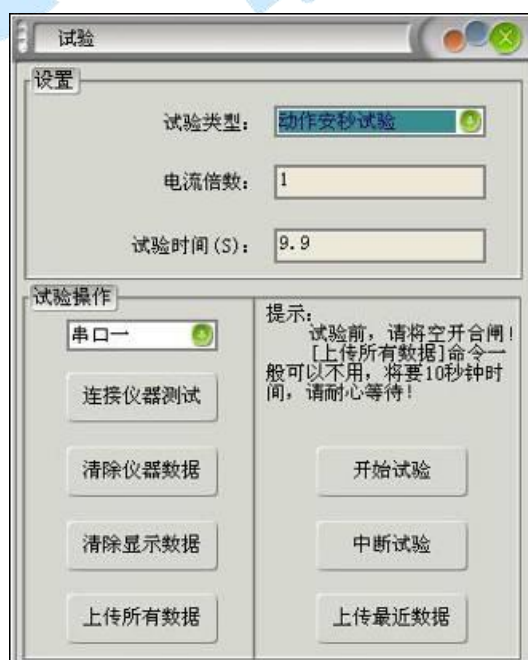 试验
设置
试验类型: 动作安秒试验
电流倍数: 1
试验时间(S): 9.9
试验操作
串口一
连接仪器测试
清除仪器数据
清除显示数据
上传所有数据
提示:
试验前，请将空开合闸!
[上传所有数据]命令一
般可以不用，将要10秒钟时
间，请耐心等待!
开始试验
中断试验
上传最近数据